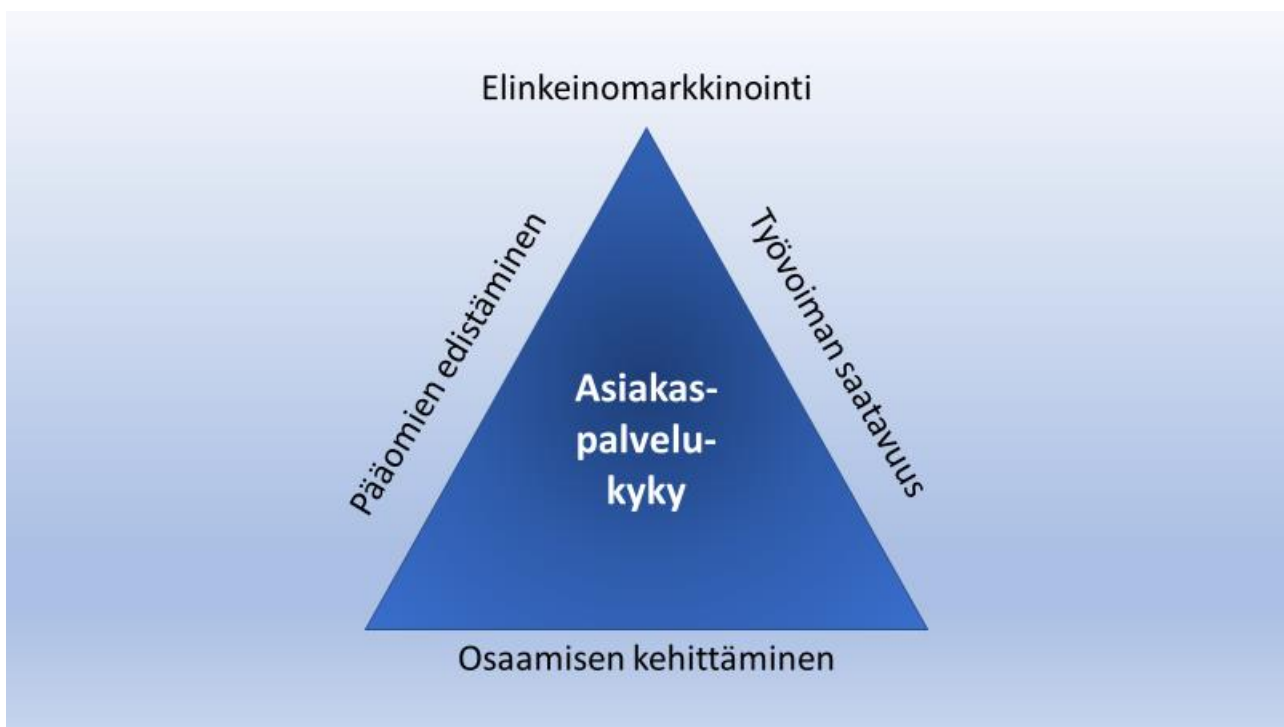 Elinkeinomarkkinointi
Pääomien edistäminen
Työvoiman saatavuus
Asiakas-
palvelu-
kyky
Osaamisen kehittäminen